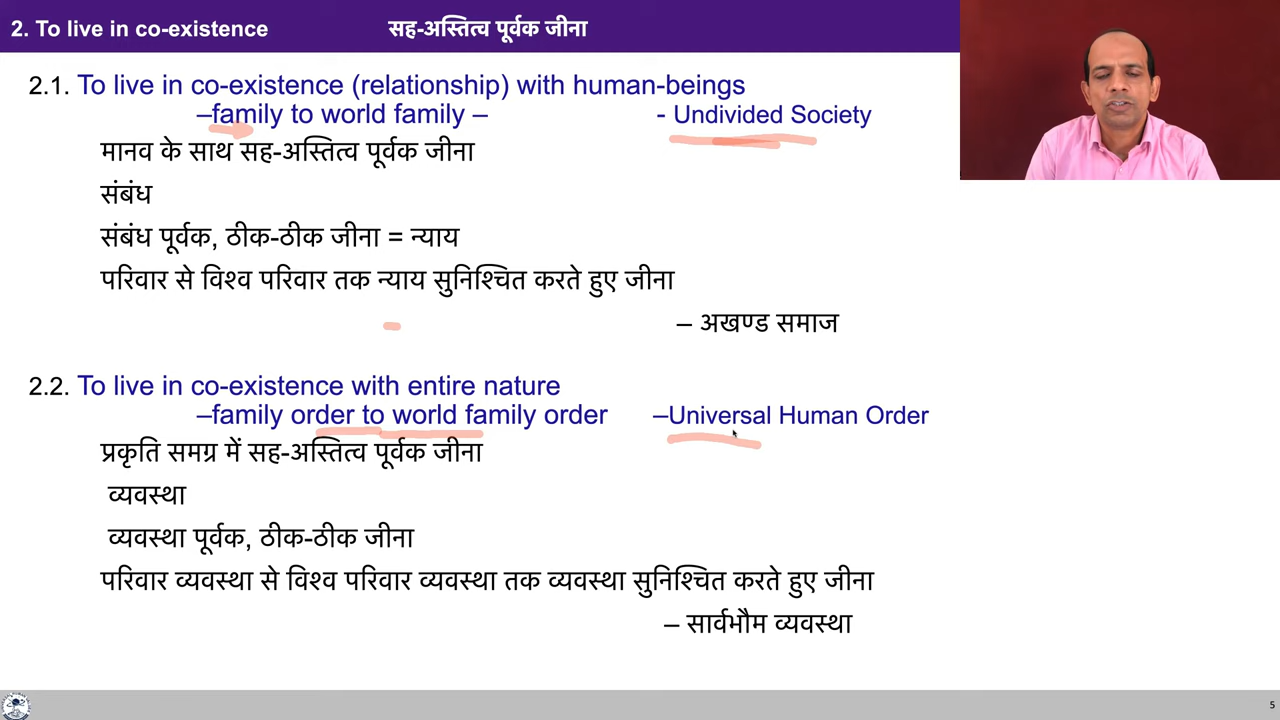 2. To live in co-existence सह-अस्तित्व पूर्वक जीना
2.1. To live in co-existence (relationship) with human-beings
–family to world family – - Undivided Society
मानव के साथ सह-अस्तित्व पूर्वक जीना
संबंध
संबंध पूर्वक, ठीक-ठीक जीना = न्याय
परिवार से विश्व परिवार तक न्याय सुनिश्चित करते हुए जीना
– अखण्ड समाज
2.2. To live in co-existence with entire nature
–family order to world family order –Universal Human Order
प्रकृति समग्र में सह-अस्तित्व पूर्वक जीना
व्यवस्था
व्यवस्था पूर्वक, ठीक-ठीक जीना
परिवार व्यवस्था से विश्व परिवार व्यवस्था तक व्यवस्था सुनिश्चित करते हुए जीना
– सार्वभौम व्यवस्था
5